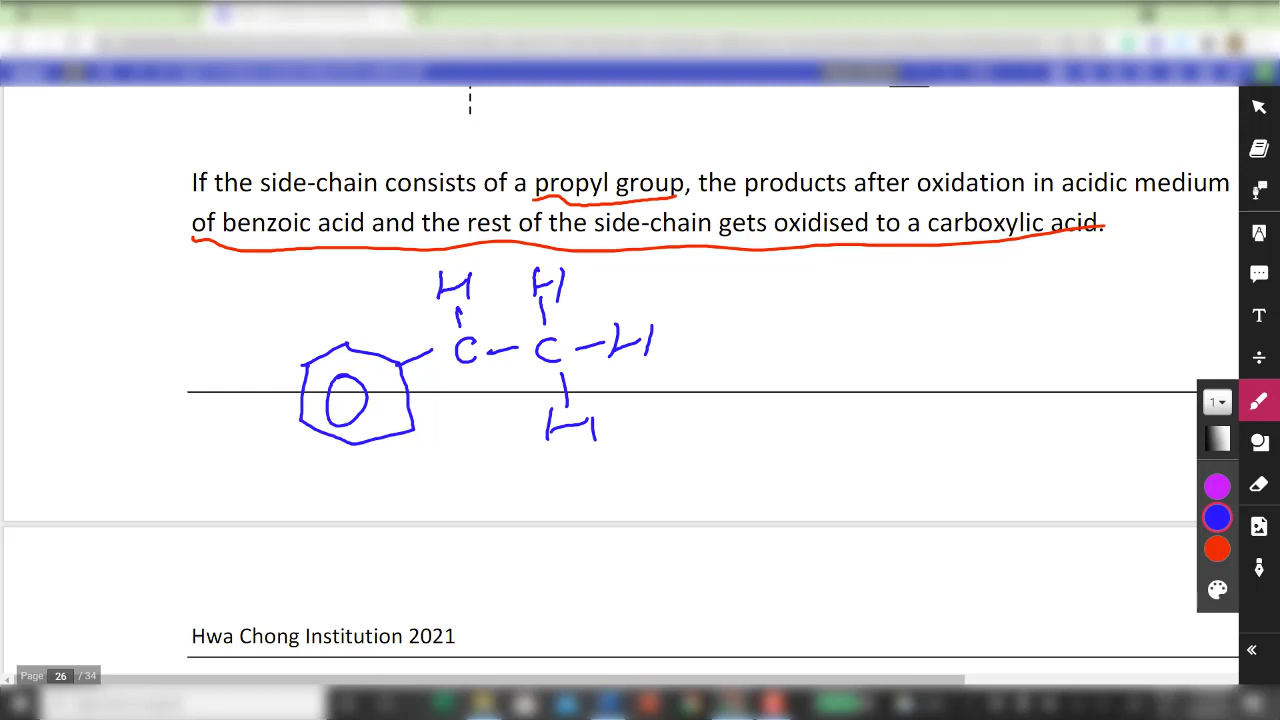 If the side-chain consists of a propyl group, the products after oxidation in acidic medium
of benzoic acid and the rest of the side-chain gets oxidised to a carboxylic acid.
H H
C - C - H
H
Hwa Chong Institution 2021
Page 26 / 34
1
T